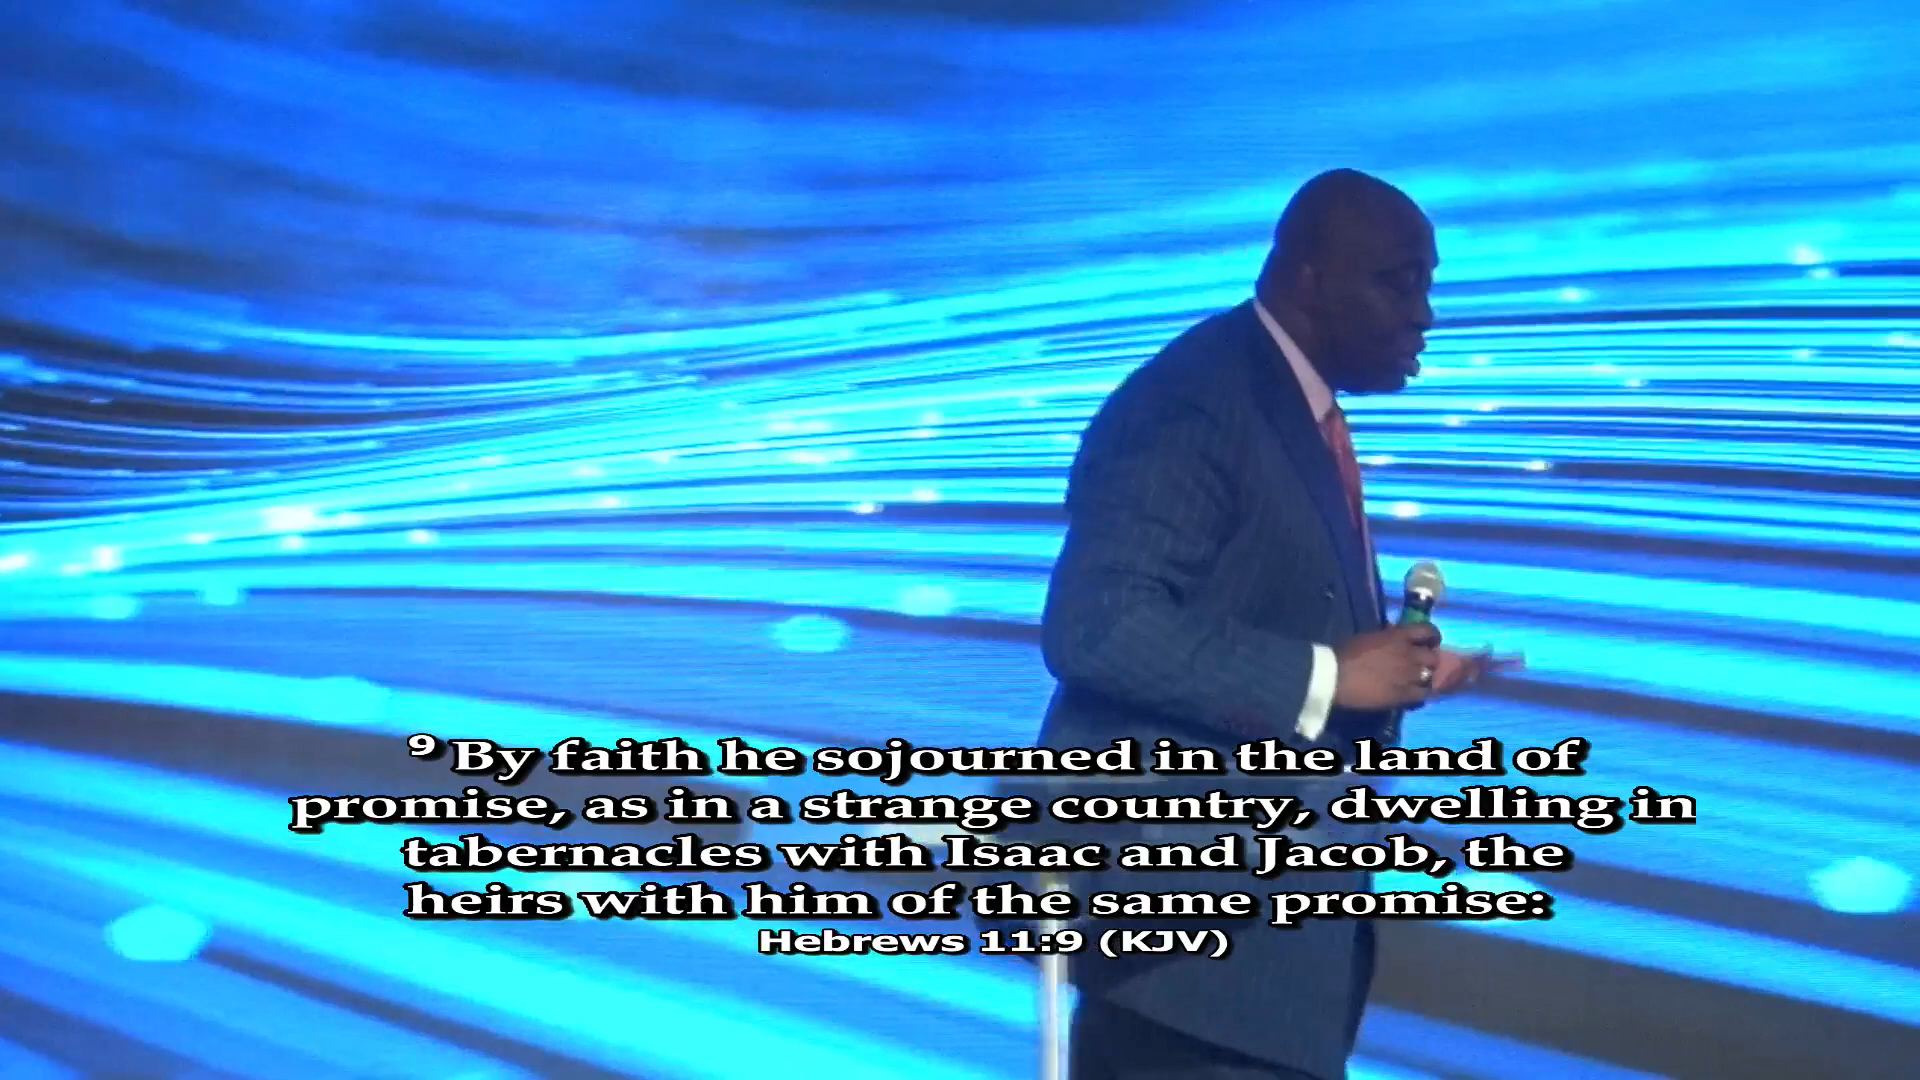 9 By faith he sojourned in the land of
promise, as in a strange country, dwelling in
tabernacles with Isaac and Jacob, the
heirs with him of the same promise:
Hebrews 11:9 (KJV)